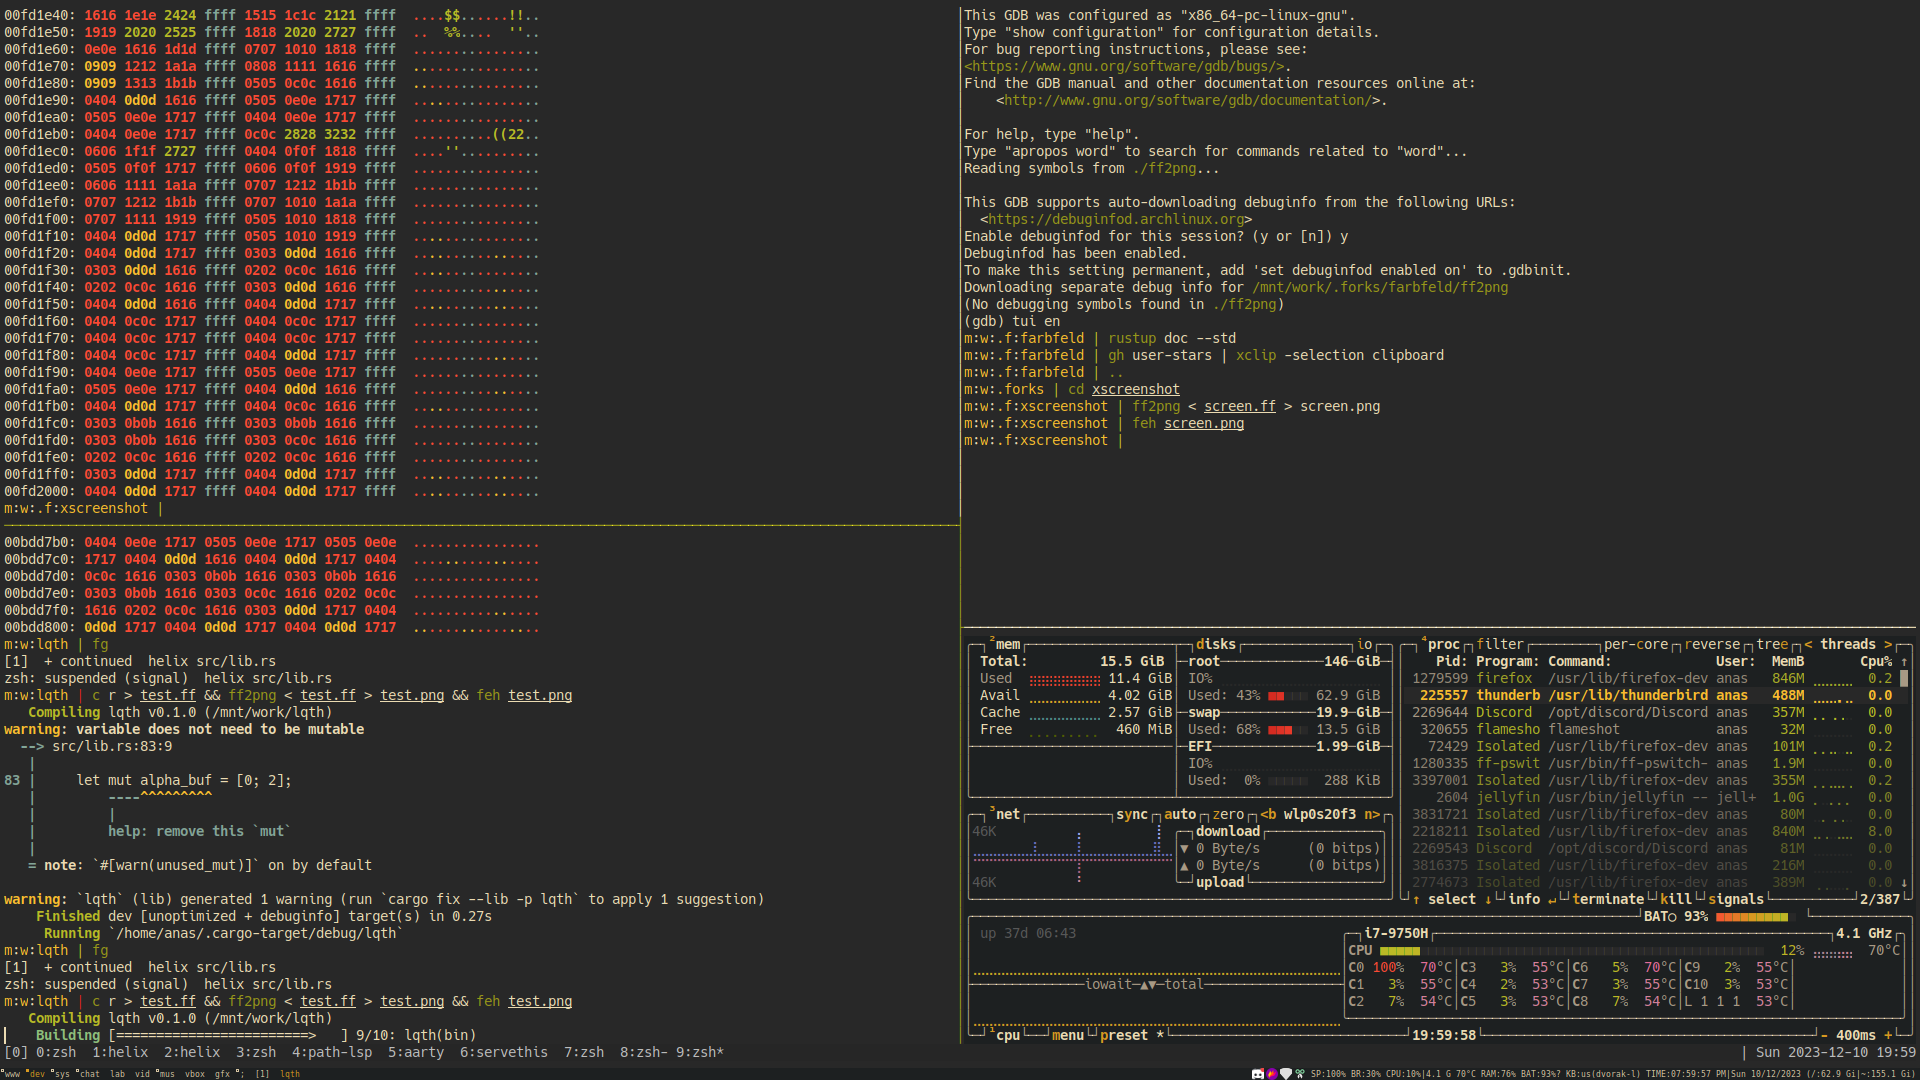 00fd1e40: 1616 1e1e 2424 ffff 1515 1c1c 2121 ffff  ....$$......!!..
00fd1e50: 1919 2020 2525 ffff 1818 2020 2727 ffff  ..  %%....  ''..
00fd1e60: 0e0e 1616 1d1d ffff 0707 1010 1818 ffff  ................
00fd1e70: 0909 1212 1a1a ffff 0808 1111 1616 ffff  ................
00fd1e80: 0909 1313 1b1b ffff 0505 0c0c 1616 ffff  ................
00fd1e90: 0404 0d0d 1616 ffff 0505 0e0e 1717 ffff  ................
00fd1ea0: 0505 0e0e 1717 ffff 0404 0e0e 1717 ffff  ................
00fd1eb0: 0404 0e0e 1717 ffff 0c0c 2828 3232 ffff  ..........((22..
00fd1ec0: 0606 1f1f 2727 ffff 0404 0f0f 1818 ffff  ....''..........
00fd1ed0: 0505 0f0f 1717 ffff 0606 0f0f 1919 ffff  ................
00fd1ee0: 0606 1111 1a1a ffff 0707 1212 1b1b ffff  ................
00fd1ef0: 0707 1212 1b1b ffff 0707 1010 1a1a ffff  ................
00fd1f00: 0707 1111 1919 ffff 0505 1010 1818 ffff  ................
00fd1f10: 0404 0d0d 1717 ffff 0505 1010 1919 ffff  ................
00fd1f20: 0404 0d0d 1717 ffff 0303 0d0d 1616 ffff  ................
00fd1f30: 0303 0d0d 1616 ffff 0202 0c0c 1616 ffff  ................
00fd1f40: 0202 0c0c 1616 ffff 0303 0d0d 1616 ffff  ................
00fd1f50: 0404 0d0d 1616 ffff 0404 0d0d 1717 ffff  ................
00fd1f60: 0404 0c0c 1717 ffff 0404 0c0c 1717 ffff  ................
00fd1f70: 0404 0c0c 1717 ffff 0404 0c0c 1717 ffff  ................
00fd1f80: 0404 0c0c 1717 ffff 0404 0d0d 1717 ffff  ................
00fd1f90: 0404 0e0e 1717 ffff 0505 0e0e 1717 ffff  ................
00fd1fa0: 0505 0e0e 1717 ffff 0404 0d0d 1616 ffff  ................
00fd1fb0: 0404 0d0d 1717 ffff 0404 0c0c 1616 ffff  ................
00fd1fc0: 0303 0b0b 1616 ffff 0303 0b0b 1616 ffff  ................
00fd1fd0: 0303 0b0b 1616 ffff 0303 0c0c 1616 ffff  ................
00fd1fe0: 0202 0c0c 1616 ffff 0202 0c0c 1616 ffff  ................
00fd1ff0: 0303 0d0d 1717 ffff 0404 0d0d 1717 ffff  ................
00fd2000: 0404 0d0d 1717 ffff 0404 0d0d 1717 ffff  ................
m:w:.f:xscreenshot |
00bdd7b0: 0404 0e0e 1717 0505 0e0e 1717 0505 0e0e  ................
00bdd7c0: 1717 0404 0d0d 1616 0404 0d0d 1717 0404  ................
00bdd7d0: 0c0c 1616 0303 0b0b 1616 0303 0b0b 1616  ................
00bdd7e0: 0303 0b0b 1616 0303 0c0c 1616 0202 0c0c  ................
00bdd7f0: 1616 0202 0c0c 1616 0303 0d0d 1717 0404  ................
00bdd800: 0d0d 1717 0404 0d0d 1717 0404 0d0d 1717  ................
m:w:lqth | fg
[1]  + continued  helix src/lib.rs
zsh: suspended (signal)  helix src/lib.rs
m:w:lqth | c r > test.ff && ff2png < test.ff > test.png && feh test.png
Compiling lqth v0.1.0 (/mnt/work/lqth)
warning: variable does not need to be mutable
--> src/lib.rs:83:9
|
83 |     let mut alpha_buf = [0; 2];
|         ----^^^^^^^^^
|         |
|         help: remove this `mut`
|
= note: `#[warn(unused_mut)]` on by default
warning: `lqth` (lib) generated 1 warning (run `cargo fix --lib -p lqth` to apply 1 suggestion)
Finished dev [unoptimized + debuginfo] target(s) in 0.27s
Running `/home/anas/.cargo-target/debug/lqth`
m:w:lqth | fg
[1]  + continued  helix src/lib.rs
zsh: suspended (signal)  helix src/lib.rs
m:w:lqth | c r > test.ff && ff2png < test.ff > test.png && feh test.png
Compiling lqth v0.1.0 (/mnt/work/lqth)
Building [========================>   ] 9/10: lqth(bin)
This GDB was configured as "x86_64-pc-linux-gnu".
Type "show configuration" for configuration details.
For bug reporting instructions, please see:
<https://www.gnu.org/software/gdb/bugs/>.
Find the GDB manual and other documentation resources online at:
<http://www.gnu.org/software/gdb/documentation/>.
For help, type "help".
Type "apropos word" to search for commands related to "word"...
Reading symbols from ./ff2png...
This GDB supports auto-downloading debuginfo from the following URLs:
<https://debuginfod.archlinux.org>
Enable debuginfod for this session? (y or [n]) y
Debuginfod has been enabled.
To make this setting permanent, add 'set debuginfod enabled on' to .gdbinit.
Downloading separate debug info for /mnt/work/.forks/farbfeld/ff2png
(No debugging symbols found in ./ff2png)
(gdb) tui en
m:w:.f:farbfeld | rustup doc --std
m:w:.f:farbfeld | gh user-stars | xclip -selection clipboard
m:w:.f:farbfeld | ..
m:w:.forks | cd xscreenshot
m:w:.f:xscreenshot | ff2png < screen.ff > screen.png
m:w:.f:xscreenshot | feh screen.png
m:w:.f:xscreenshot |
²mem disks io
Total: 15.5 GiB root 146 GiB
Used 11.4 GiB IO%
Avail 4.02 GiB Used: 43% 62.9 GiB
Cache 2.57 GiB swap 19.9 GiB
Free 460 MiB Used: 68% 13.5 GiB
EFI 1.99 GiB
IO%
Used: 0% 288 KiB
³net sync auto zero <b wlp0s20f3 n>
46K download
▼ 0 Byte/s (0 bitps)
▲ 0 Byte/s (0 bitps)
46K upload
⁴proc filter per-core reverse tree < threads >
Pid: Program: Command: User: MemB Cpu% ↑
1279599 firefox /usr/lib/firefox-dev anas 846M 0.2
225557 thunderb /usr/lib/thunderbird anas 488M 0.0
2269644 Discord /opt/discord/Discord anas 357M 0.0
320655 flamesho flameshot anas 32M 0.0
72429 Isolated /usr/lib/firefox-dev anas 101M 0.2
1280335 ff-pswit /usr/bin/ff-pswitch- anas 1.9M 0.0
3397001 Isolated /usr/lib/firefox-dev anas 355M 0.2
2604 jellyfin /usr/bin/jellyfin -- jell+ 1.0G 0.0
3831721 Isolated /usr/lib/firefox-dev anas 80M 0.0
2218211 Isolated /usr/lib/firefox-dev anas 840M 8.0
2269543 Discord /opt/discord/Discord anas 81M 0.0
3816375 Isolated /usr/lib/firefox-dev anas 216M 0.0
2774673 Isolated /usr/lib/firefox-dev anas 389M 0.0 ↓
↑ select ↓ info ↵ terminate kill signals 2/387
BAT○ 93%
up 37d 06:43 i7-9750H 4.1 GHz
CPU 12% 70°C
C0 100% 70°C C3 3% 55°C C6 5% 70°C C9 2% 55°C
iowait▲▼total
C1 3% 55°C C4 2% 53°C C7 3% 55°C C10 3% 53°C
C2 7% 54°C C5 3% 53°C C8 7% 54°C L 1 1 1 53°C
¹cpu menu preset * 19:59:58 - 400ms +
[0] 0:zsh  1:helix  2:helix  3:zsh  4:path-lsp  5:aarty  6:servethis  7:zsh  8:zsh- 9:zsh* | Sun 2023-12-10 19:59
www dev sys chat lab vid mus vbox gfx ; [1] lqth SP:100% BR:30% CPU:10%|4.1 G 70°C RAM:76% BAT:93%? KB:us(dvorak-l) TIME:07:59:57 PM|Sun 10/12/2023 (/:62.9 Gi|~:155.1 Gi)